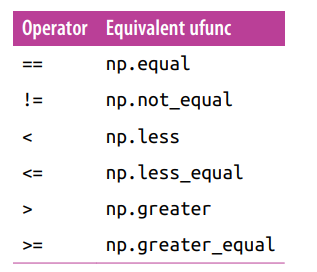 Operator Equivalent ufunc
== np.equal
!= np.not_equal
< np.less
<= np.less_equal
> np.greater
>= np.greater_equal